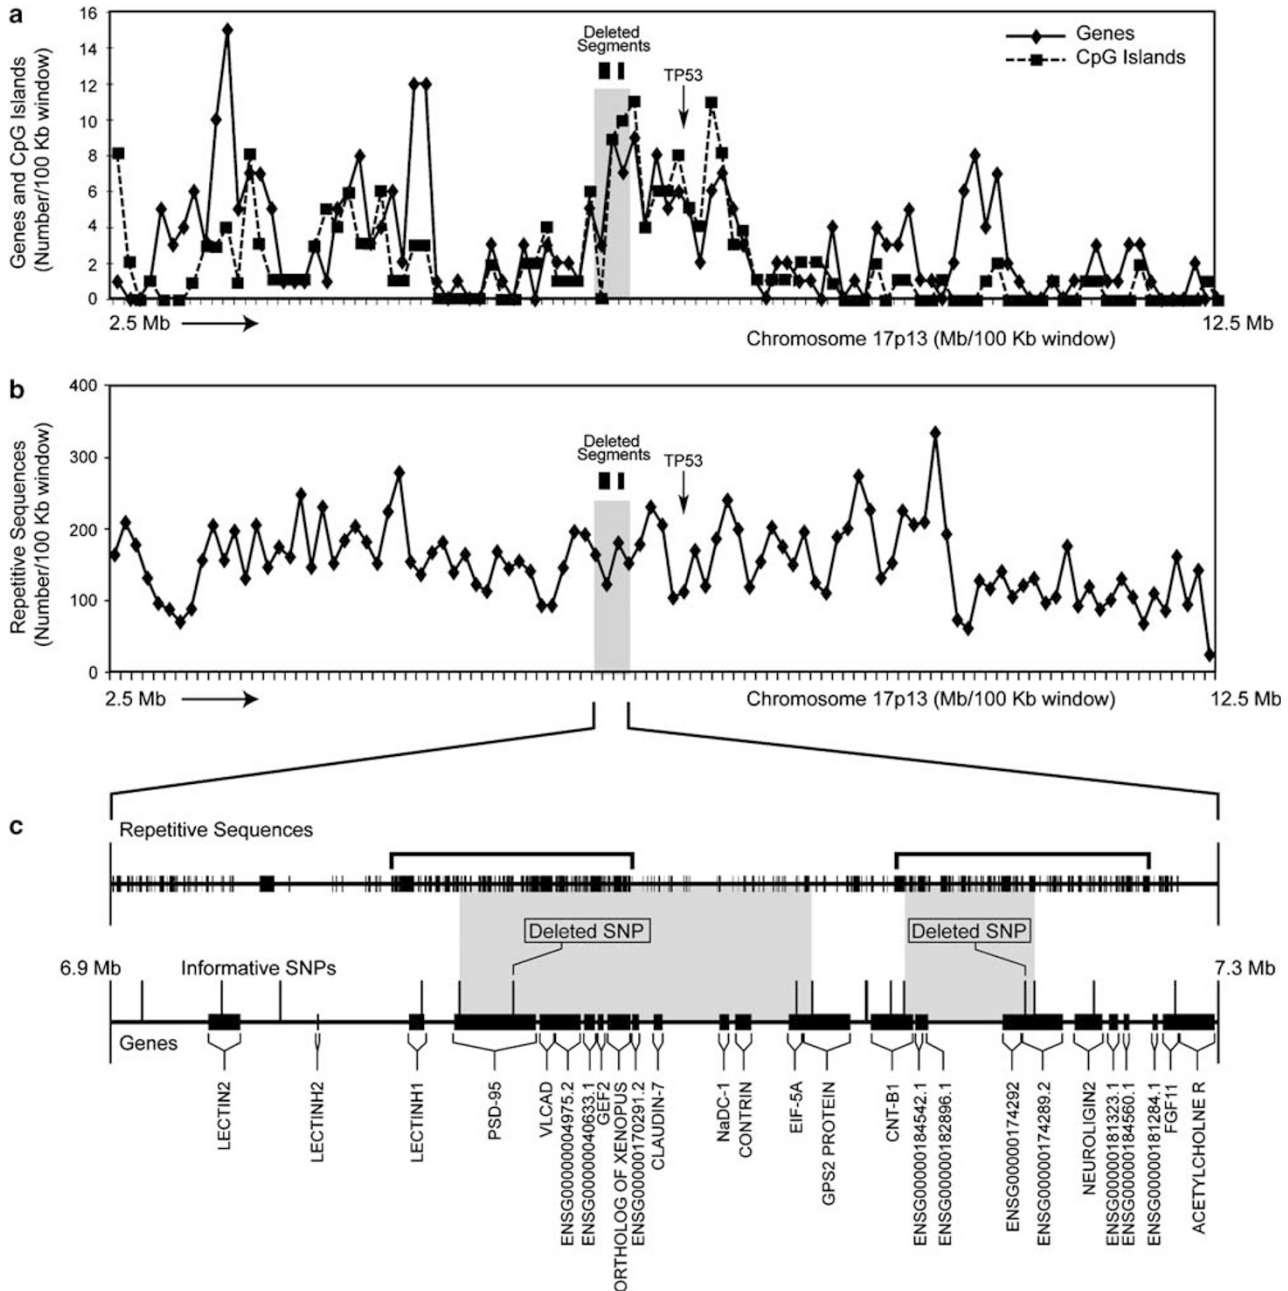 a
Genes and CpG Islands
(Number/100 Kb window)
16
14
12
10
8
6
4
2
0
Deleted
Segments
TP53
Genes
CpG Islands
2.5 Mb
12.5 Mb
Chromosome 17p13 (Mb/100 Kb window)
b
Repetitive Sequences
(Number/100 Kb window)
400
300
200
100
0
Deleted
Segments
TP53
2.5 Mb
12.5 Mb
Chromosome 17p13 (Mb/100 Kb window)
c
Repetitive Sequences
Deleted SNP
Deleted SNP
6.9 Mb
Informative SNPs
7.3 Mb
Genes
LECTIN2
LECTINH2
LECTINH1
PSD-95
VLCAD
ENSG00000004975.2
ENSG00000040633.1
GEF2
ORTHOLOG OF XENOPUS
ENSG00000170291.2
CLAUDIN-7
NaDC-1
CONTRIN
EIF-5A
GPS2 PROTEIN
CNT-B1
ENSG00000184542.1
ENSG00000182896.1
ENSG00000174292
ENSG00000174289.2
NEUROLIGIN2
ENSG00000181323.1
ENSG00000184560.1
ENSG00000181284.1
FGF11
ACETYLCHOLNE R